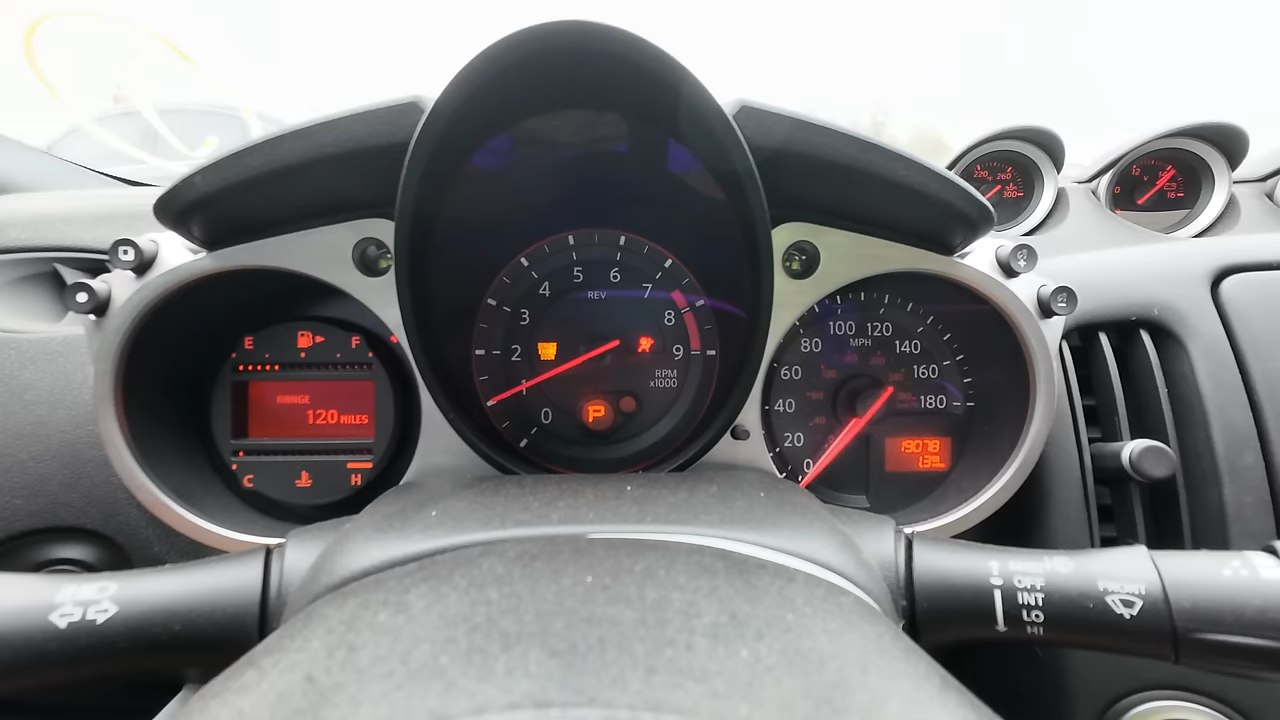 E F
RANGE
120 MILES
C H
0 1 2 3 4 5 6 7 8 9
REV
RPM
x1000
P
0 20 40 60 80 100 120 140 160 180
MPH
19078
220 °F 260
300
12 V
16
OFF
INT
LO
HI
FRONT